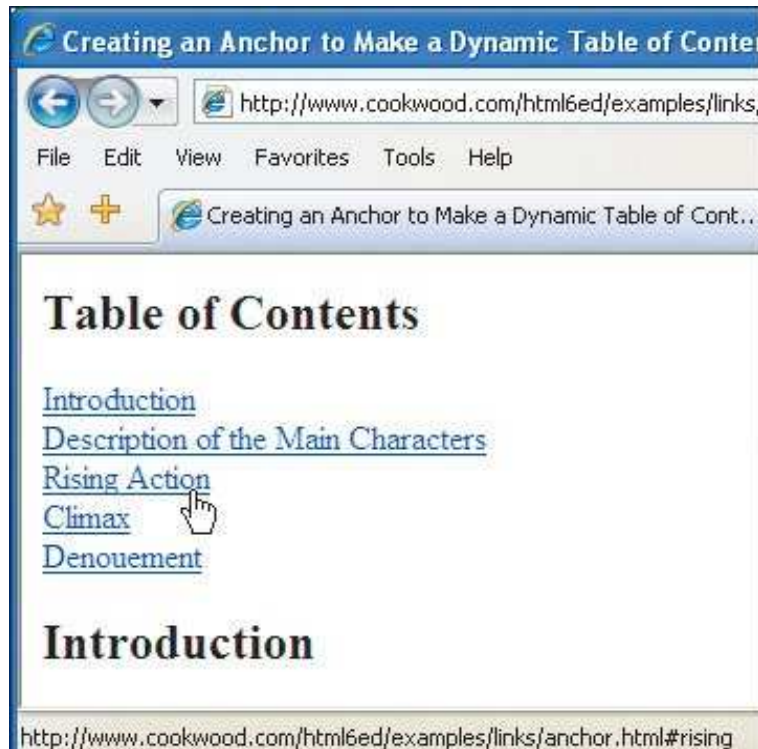 Creating an Anchor to Make a Dynamic Table of Conte
http://www.cookwood.com/html6ed/examples/links/
File Edit View Favorites Tools Help
Creating an Anchor to Make a Dynamic Table of Cont...
Table of Contents
Introduction
Description of the Main Characters
Rising Action
Climax
Denouement
Introduction
http://www.cookwood.com/html6ed/examples/links/anchor.html#rising